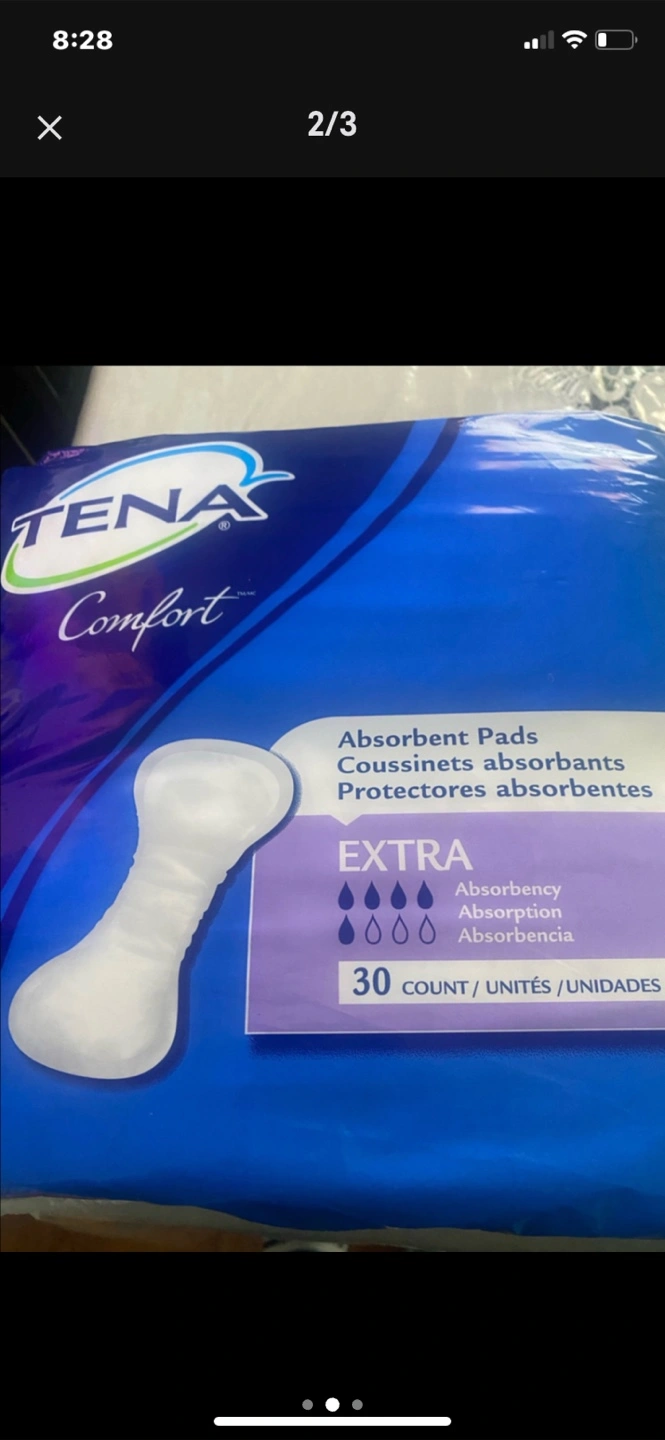 8:28
2/3
TENA®
Comfort
Absorbent Pads
Coussinets absorbants
Protectores absorbentes
EXTRA
Absorbency
Absorption
Absorbencia
30 COUNT / UNITÉS / UNIDADES